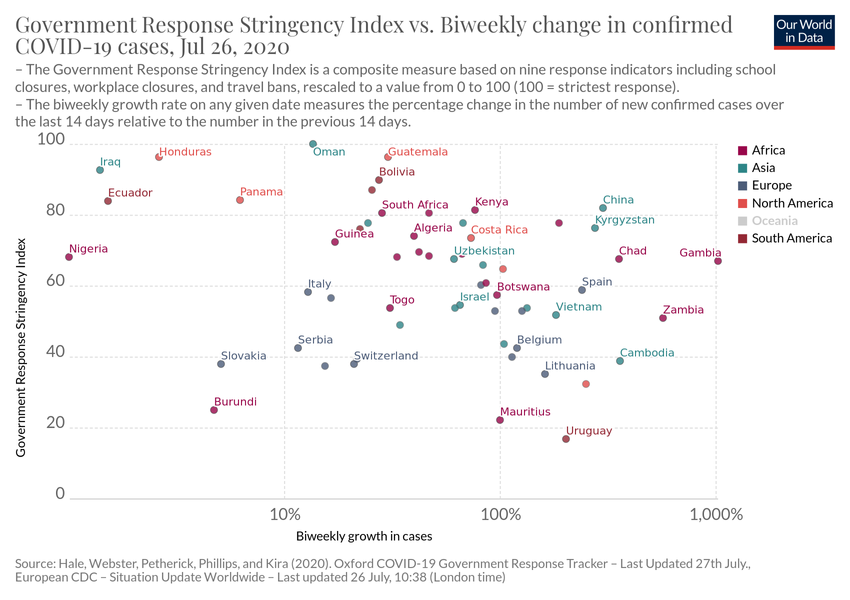 Government Response Stringency Index vs. Biweekly change in confirmed
COVID-19 cases, Jul 26, 2020
Our World
in Data
– The Government Response Stringency Index is a composite measure based on nine response indicators including school
closures, workplace closures, and travel bans, rescaled to a value from 0 to 100 (100 = strictest response).
– The biweekly growth rate on any given date measures the percentage change in the number of new confirmed cases over
the last 14 days relative to the number in the previous 14 days.
100
80
60
40
20
0
Government Response Stringency Index
Iraq
Honduras
Oman
Guatemala
Ecuador
Panama
Bolivia
South Africa
Kenya
China
Kyrgyzstan
Guinea
Algeria
Costa Rica
Nigeria
Uzbekistan
Chad
Gambia
Italy
Togo
Israel
Botswana
Spain
Vietnam
Zambia
Serbia
Slovakia
Switzerland
Belgium
Lithuania
Cambodia
Burundi
Mauritius
Uruguay
10%
100%
1,000%
Biweekly growth in cases
Africa
Asia
Europe
North America
Oceania
South America
Source: Hale, Webster, Petherick, Phillips, and Kira (2020). Oxford COVID-19 Government Response Tracker – Last Updated 27th July.,
European CDC – Situation Update Worldwide – Last updated 26 July, 10:38 (London time)